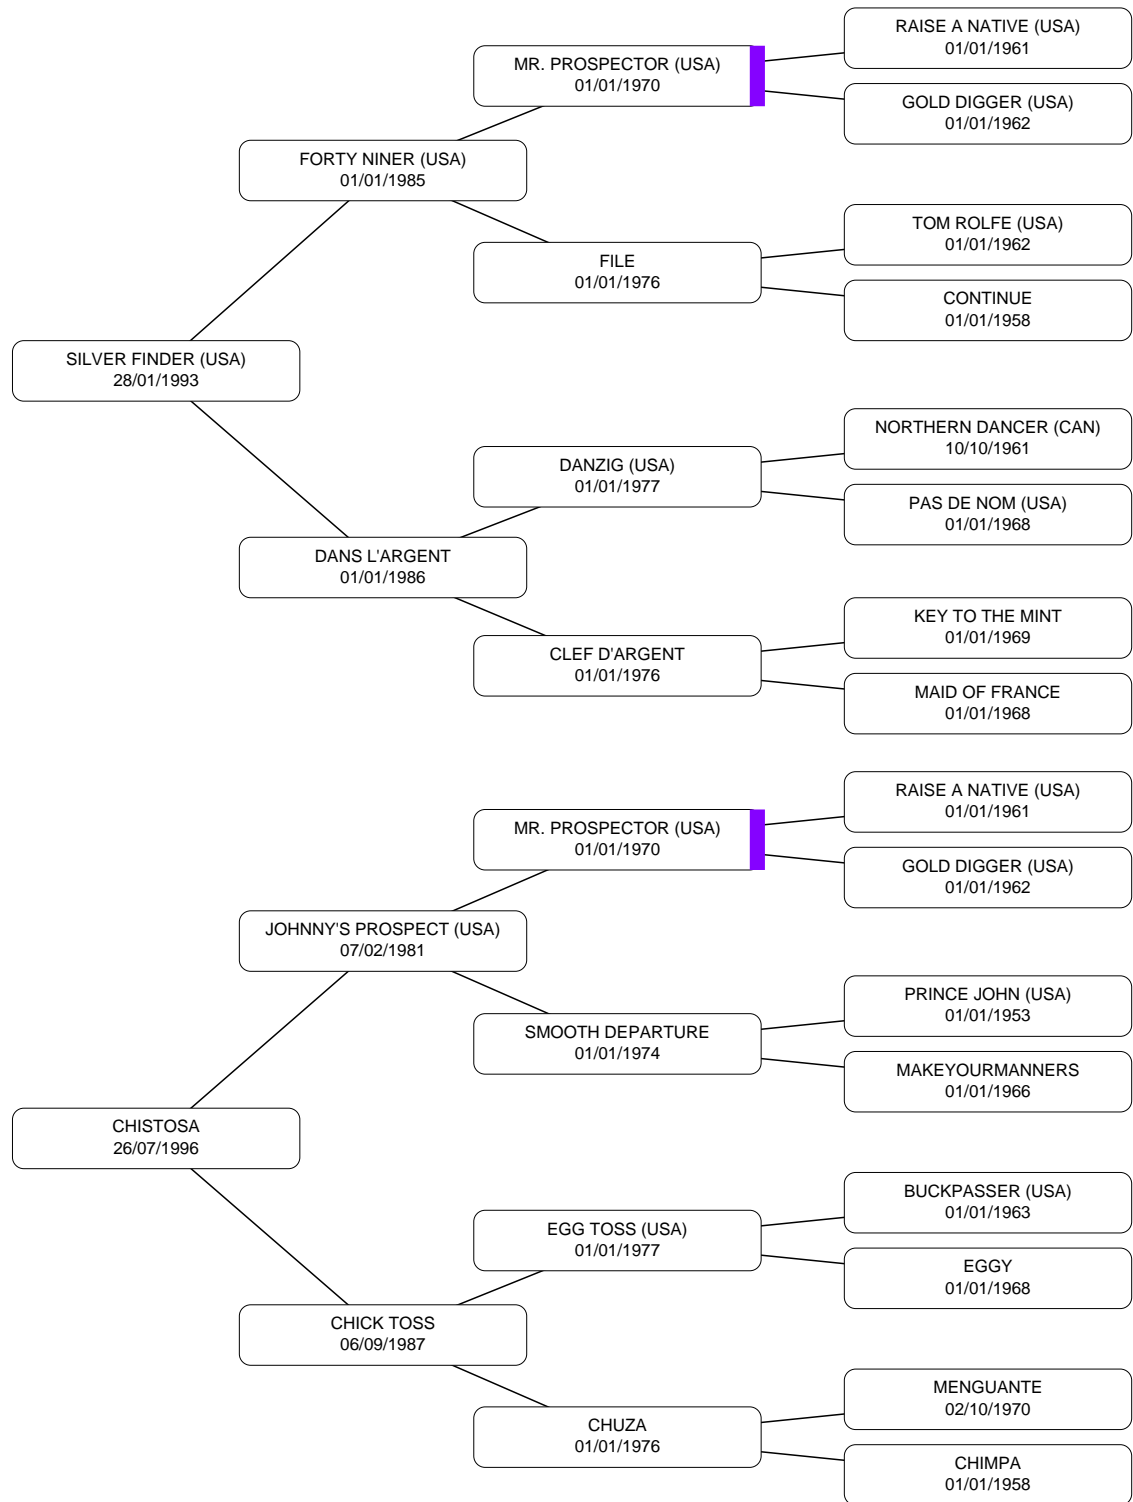 RAISE A NATIVE (USA)
01/01/1961
MR. PROSPECTOR (USA)
01/01/1970
GOLD DIGGER (USA)
01/01/1962
FORTY NINER (USA)
01/01/1985
TOM ROLFE (USA)
01/01/1962
FILE
01/01/1976
CONTINUE
01/01/1958
SILVER FINDER (USA)
28/01/1993
NORTHERN DANCER (CAN)
10/10/1961
DANZIG (USA)
01/01/1977
PAS DE NOM (USA)
01/01/1968
DANS L'ARGENT
01/01/1986
KEY TO THE MINT
01/01/1969
CLEF D'ARGENT
01/01/1976
MAID OF FRANCE
01/01/1968
RAISE A NATIVE (USA)
01/01/1961
MR. PROSPECTOR (USA)
01/01/1970
GOLD DIGGER (USA)
01/01/1962
JOHNNY'S PROSPECT (USA)
07/02/1981
PRINCE JOHN (USA)
01/01/1953
SMOOTH DEPARTURE
01/01/1974
MAKEYOURMANNERS
01/01/1966
CHISTOSA
26/07/1996
BUCKPASSER (USA)
01/01/1963
EGG TOSS (USA)
01/01/1977
EGGY
01/01/1968
CHICK TOSS
06/09/1987
MENGUANTE
02/10/1970
CHUZA
01/01/1976
CHIMPA
01/01/1958